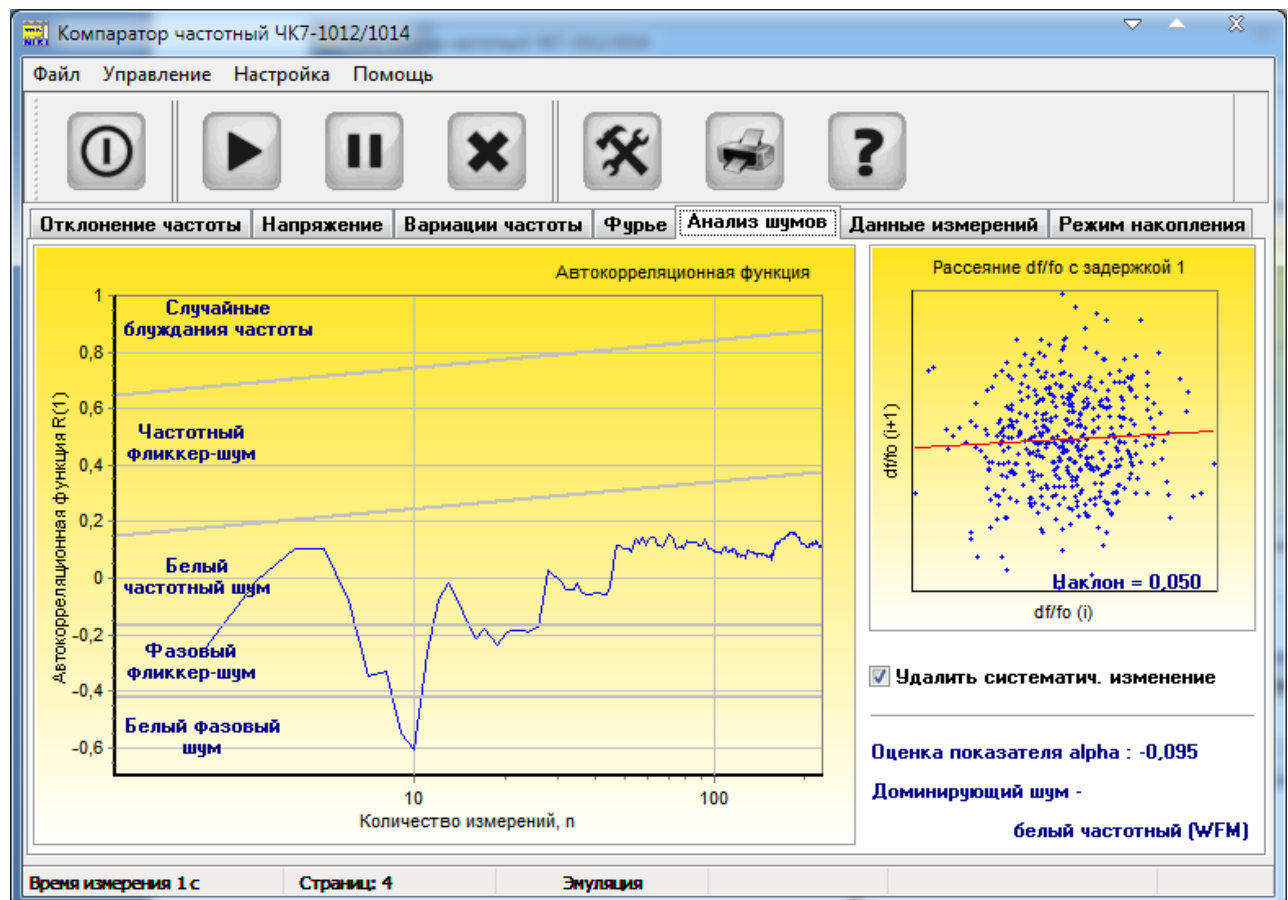 Компаратор частотный ЧК7-1012/1014
Файл Управление Настройка Помощь
Отклонение частоты Напряжение Вариации частоты Фурье Анализ шумов Данные измерений Режим накопления
Автокорреляционная функция
Автокорреляционная функция R(1)
1
0,8
0,6
0,4
0,2
0
-0,2
-0,4
-0,6
Случайные
блуждания частоты
Частотный
фликкер-шум
Белый
частотный шум
Фазовый
фликкер-шум
Белый фазовый
шум
10 100
Количество измерений, n
Рассеяние df/fo с задержкой 1
df/fo (i+1)
Наклон = 0,050
df/fo (i)
Удалить систематич. изменение
Оценка показателя alpha : -0,095
Доминирующий шум -
белый частотный (WFM)
Время измерения 1 с Страниц: 4 Эмуляция